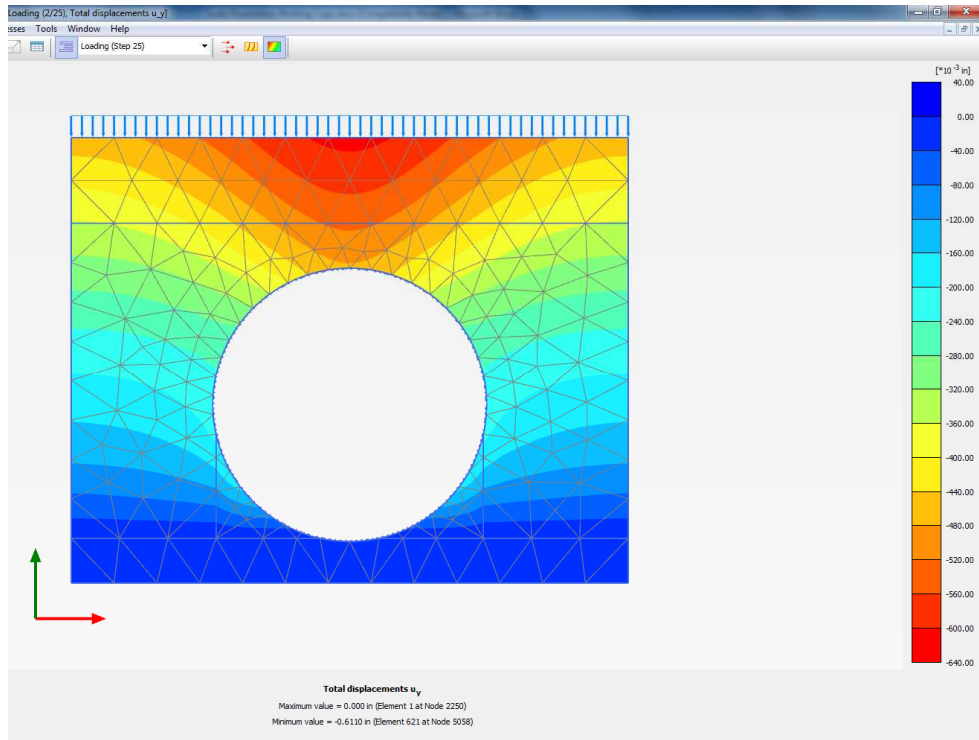 Loading (2/25), Total displacements u_y]
esses Tools Window Help
Loading (Step 25)
[*10⁻³ in]
40.00
0.00
-40.00
-80.00
-120.00
-160.00
-200.00
-240.00
-280.00
-320.00
-360.00
-400.00
-440.00
-480.00
-520.00
-560.00
-600.00
-640.00
Total displacements u_y
Maximum value = 0.000 in (Element 1 at Node 2250)
Minimum value = -0.6110 in (Element 621 at Node 5058)